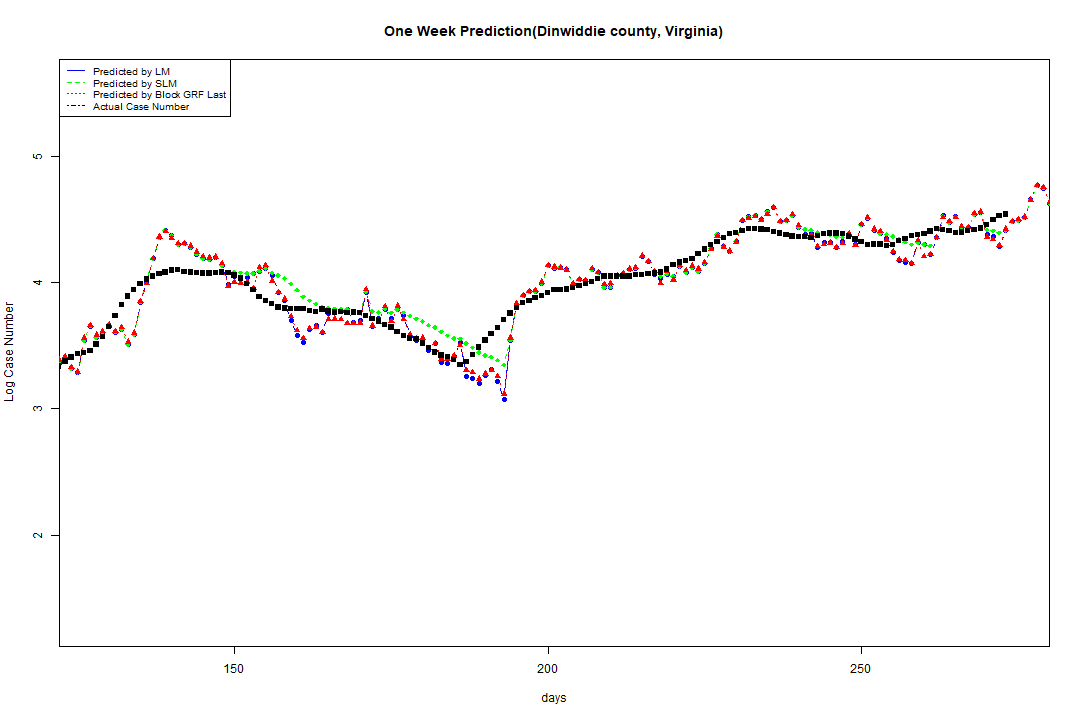 One Week Prediction(Dinwiddie county, Virginia)
Predicted by LM
Predicted by SLM
Predicted by Block GRF Last
Actual Case Number
5
4
3
2
Log Case Number
150
200
250
days